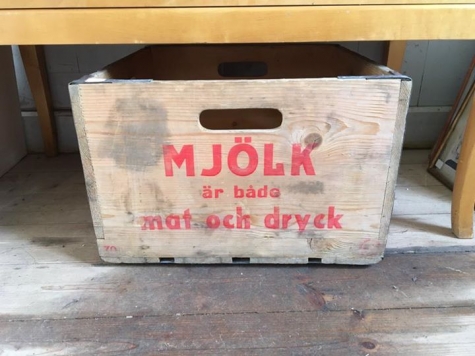 MJÖLK
är både
mat och dryck